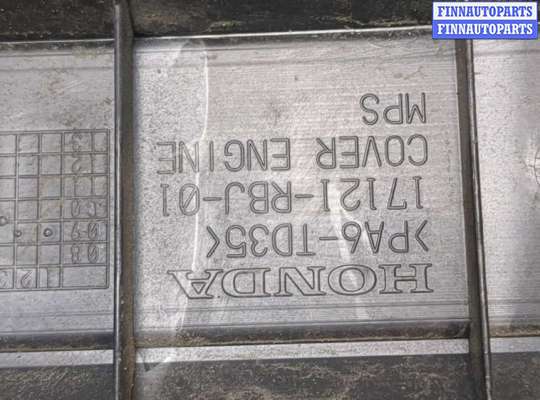 FINNAUTOPARTS
FINNAUTOPARTS
HONDA
>PA6-TD35<
17121-RBJ-01
COVER ENGINE
MPS